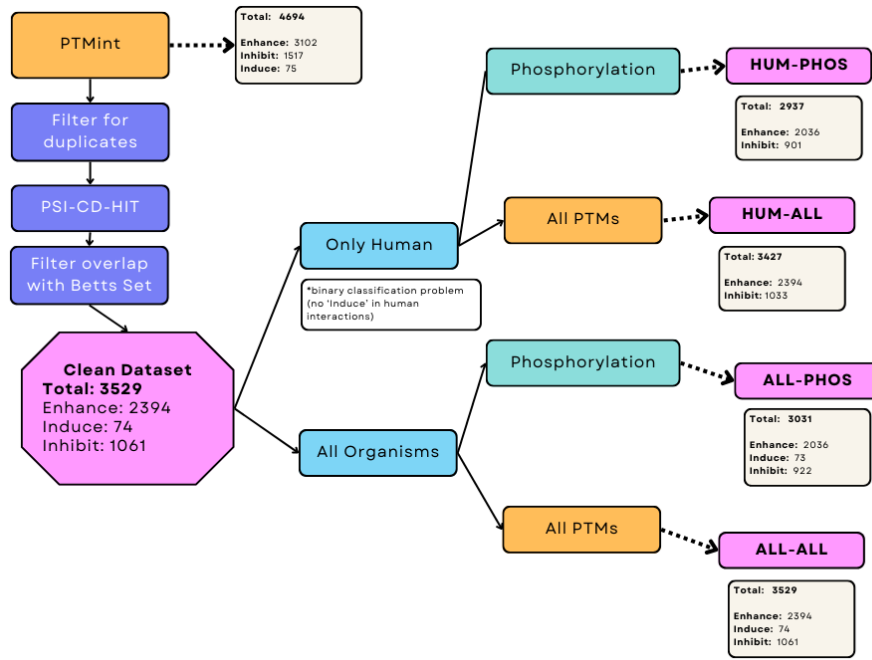 PTMint
Total: 4694
Enhance: 3102
Inhibit: 1517
Induce: 75
Filter for
duplicates
PSI-CD-HIT
Filter overlap
with Betts Set
Clean Dataset
Total: 3529
Enhance: 2394
Induce: 74
Inhibit: 1061
Only Human
*binary classification problem
(no 'Induce' in human
interactions)
All Organisms
Phosphorylation
HUM-PHOS
Total: 2937
Enhance: 2036
Inhibit: 901
All PTMs
HUM-ALL
Total: 3427
Enhance: 2394
Inhibit: 1033
Phosphorylation
ALL-PHOS
Total: 3031
Enhance: 2036
Induce: 73
Inhibit: 922
All PTMs
ALL-ALL
Total: 3529
Enhance: 2394
Induce: 74
Inhibit: 1061